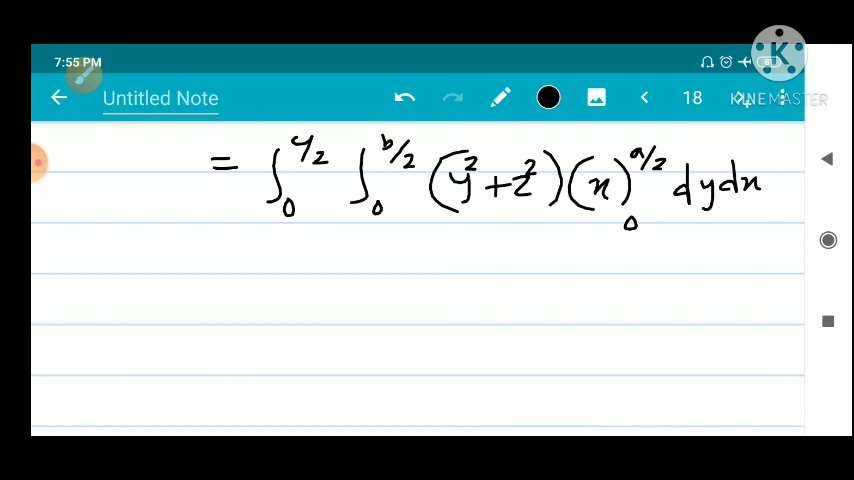 7:55 PM
Untitled Note
18
KINEMASTER
= ∫₀^(c/2) ∫₀^(b/2) (y² + z²) (x)₀^(a/2) dy dx